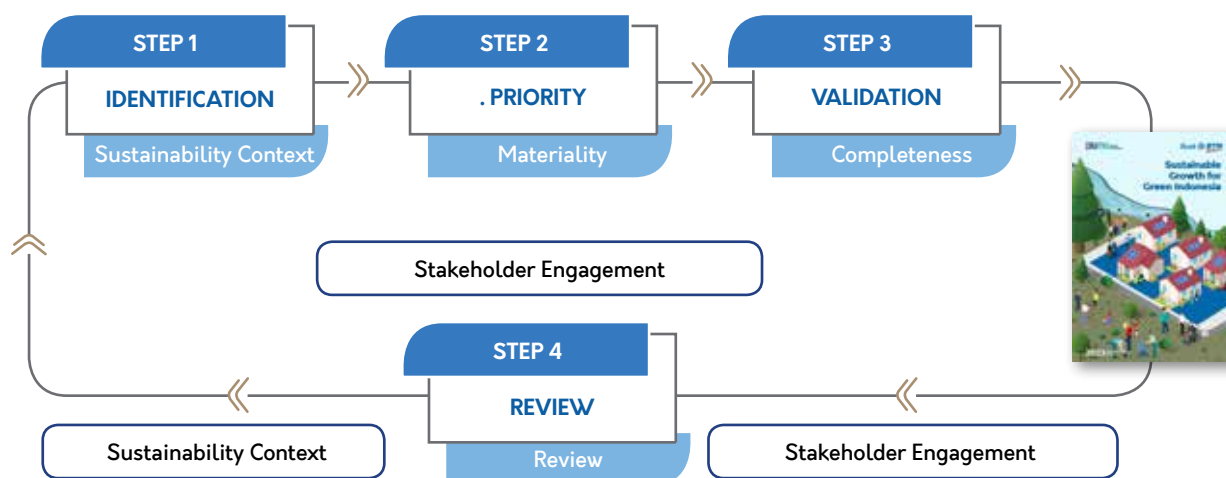 STEP 1
IDENTIFICATION
Sustainability Context
STEP 2
. PRIORITY
Materiality
STEP 3
VALIDATION
Completeness
Sustainable
Growth for
Green Indonesia
Stakeholder Engagement
STEP 4
REVIEW
Review
Sustainability Context
Stakeholder Engagement